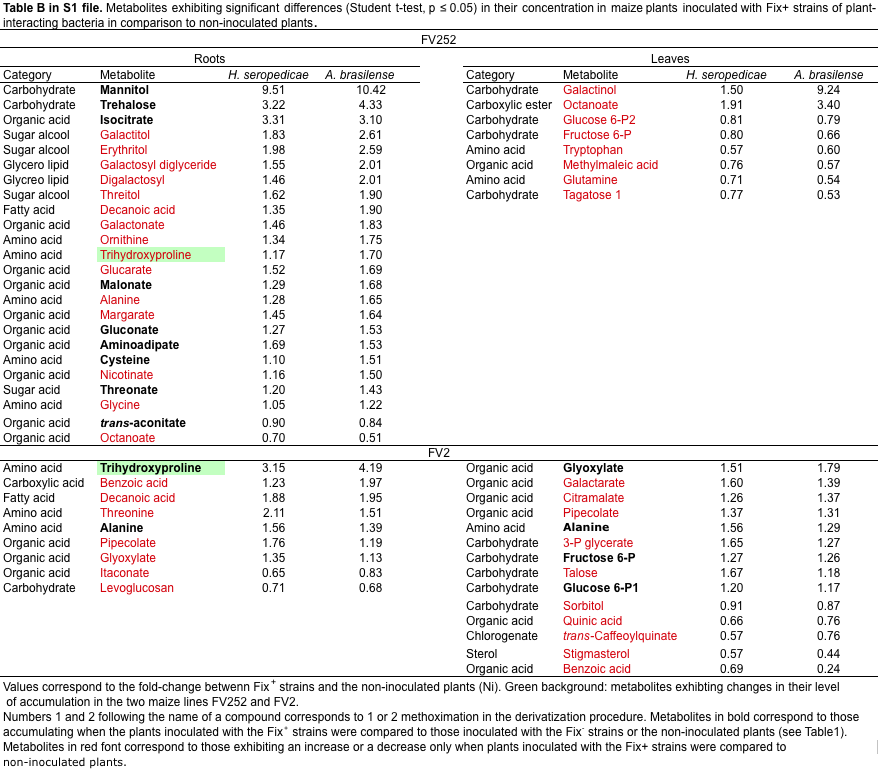 Table B in S1 file. Metabolites exhibiting significant differences (Student t-test, p ≤ 0.05) in their concentration in maize plants inoculated with Fix+ strains of plant-
interacting bacteria in comparison to non-inoculated plants.
FV252
Roots Leaves
Category Metabolite H. seropedicae A. brasilense Category Metabolite H. seropedicae A. brasilense
Carbohydrate Mannitol 9.51 10.42 Carbohydrate Galactinol 1.50 9.24
Carbohydrate Trehalose 3.22 4.33 Carboxylic ester Octanoate 1.91 3.40
Organic acid Isocitrate 3.31 3.10 Carbohydrate Glucose 6-P2 0.81 0.79
Sugar alcool Galactitol 1.83 2.61 Carbohydrate Fructose 6-P 0.80 0.66
Sugar alcool Erythritol 1.98 2.59 Amino acid Tryptophan 0.57 0.60
Glycero lipid Galactosyl diglyceride 1.55 2.01 Organic acid Methylmaleic acid 0.76 0.57
Glycreo lipid Digalactosyl 1.46 2.01 Amino acid Glutamine 0.71 0.54
Sugar alcool Threitol 1.62 1.90 Carbohydrate Tagatose 1 0.77 0.53
Fatty acid Decanoic acid 1.35 1.90
Organic acid Galactonate 1.46 1.83
Amino acid Ornithine 1.34 1.75
Amino acid Trihydroxyproline 1.17 1.70
Organic acid Glucarate 1.52 1.69
Organic acid Malonate 1.29 1.68
Amino acid Alanine 1.28 1.65
Organic acid Margarate 1.45 1.64
Organic acid Gluconate 1.27 1.53
Organic acid Aminoadipate 1.69 1.53
Amino acid Cysteine 1.10 1.51
Organic acid Nicotinate 1.16 1.50
Sugar acid Threonate 1.20 1.43
Amino acid Glycine 1.05 1.22
Organic acid trans-aconitate 0.90 0.84
Organic acid Octanoate 0.70 0.51
FV2
Amino acid Trihydroxyproline 3.15 4.19 Organic acid Glyoxylate 1.51 1.79
Carboxylic acid Benzoic acid 1.23 1.97 Organic acid Galactarate 1.60 1.39
Fatty acid Decanoic acid 1.88 1.95 Organic acid Citramalate 1.26 1.37
Amino acid Threonine 2.11 1.51 Organic acid Pipecolate 1.37 1.31
Amino acid Alanine 1.56 1.39 Amino acid Alanine 1.56 1.29
Organic acid Pipecolate 1.76 1.19 Carbohydrate 3-P glycerate 1.65 1.27
Organic acid Glyoxylate 1.35 1.13 Carbohydrate Fructose 6-P 1.27 1.26
Organic acid Itaconate 0.65 0.83 Carbohydrate Talose 1.67 1.18
Carbohydrate Levoglucosan 0.71 0.68 Carbohydrate Glucose 6-P1 1.20 1.17
Carbohydrate Sorbitol 0.91 0.87
Organic acid Quinic acid 0.66 0.76
Chlorogenate trans-Caffeoylquinate 0.57 0.76
Sterol Stigmasterol 0.57 0.44
Organic acid Benzoic acid 0.69 0.24
Values correspond to the fold-change betwenn Fix+ strains and the non-inoculated plants (Ni). Green background: metabolites exhibting changes in their level
of accumulation in the two maize lines FV252 and FV2.
Numbers 1 and 2 following the name of a compound corresponds to 1 or 2 methoximation in the derivatization procedure. Metabolites in bold correspond to those
accumulating when the plants inoculated with the Fix+ strains were compared to those inoculated with the Fix- strains or the non-inoculated plants (see Table1).
Metabolites in red font correspond to those exhibiting an increase or a decrease only when plants inoculated with the Fix+ strains were compared to
non-inoculated plants.